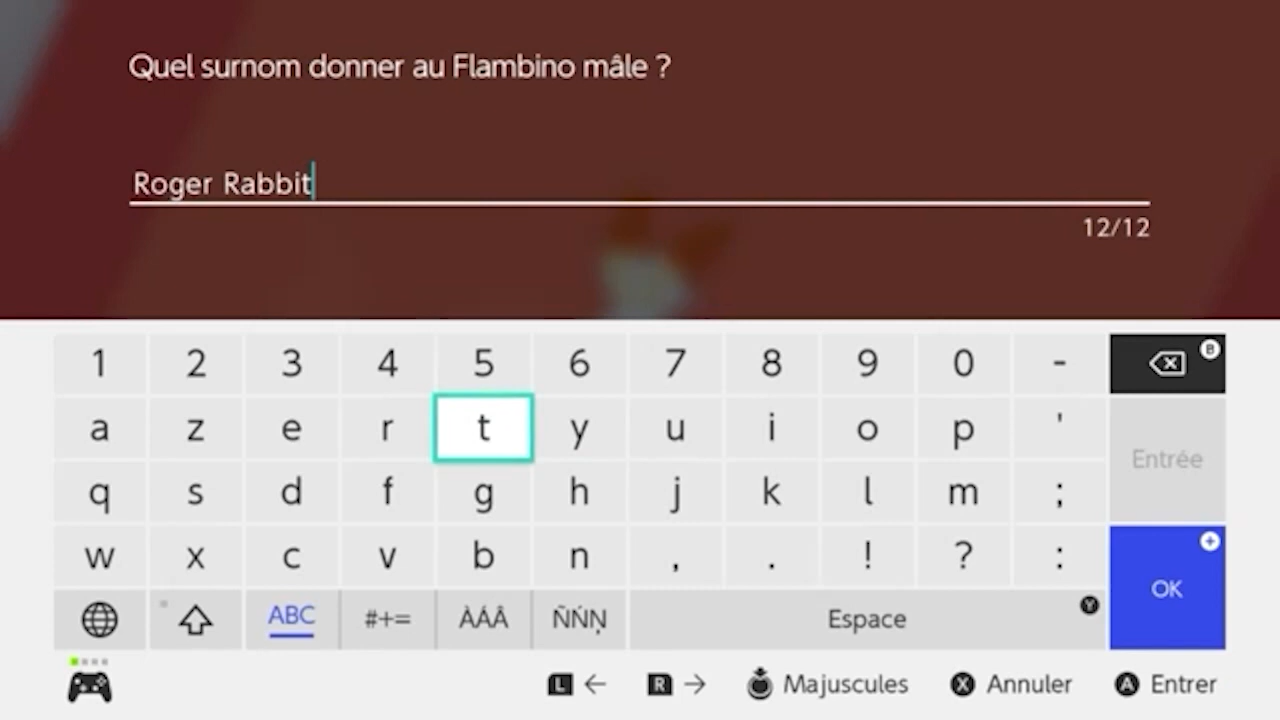 Quel surnom donner au Flambino mâle ?
Roger Rabbit
12/12
1 2 3 4 5 6 7 8 9 0 - B
a z e r t y u i o p '
Entrée
q s d f g h j k l m ;
w x c v b n , . ! ? : +
OK
ABC #+= ÀÁÂ ÑŃŅ Espace Y
L ← R → Majuscules X Annuler A Entrer